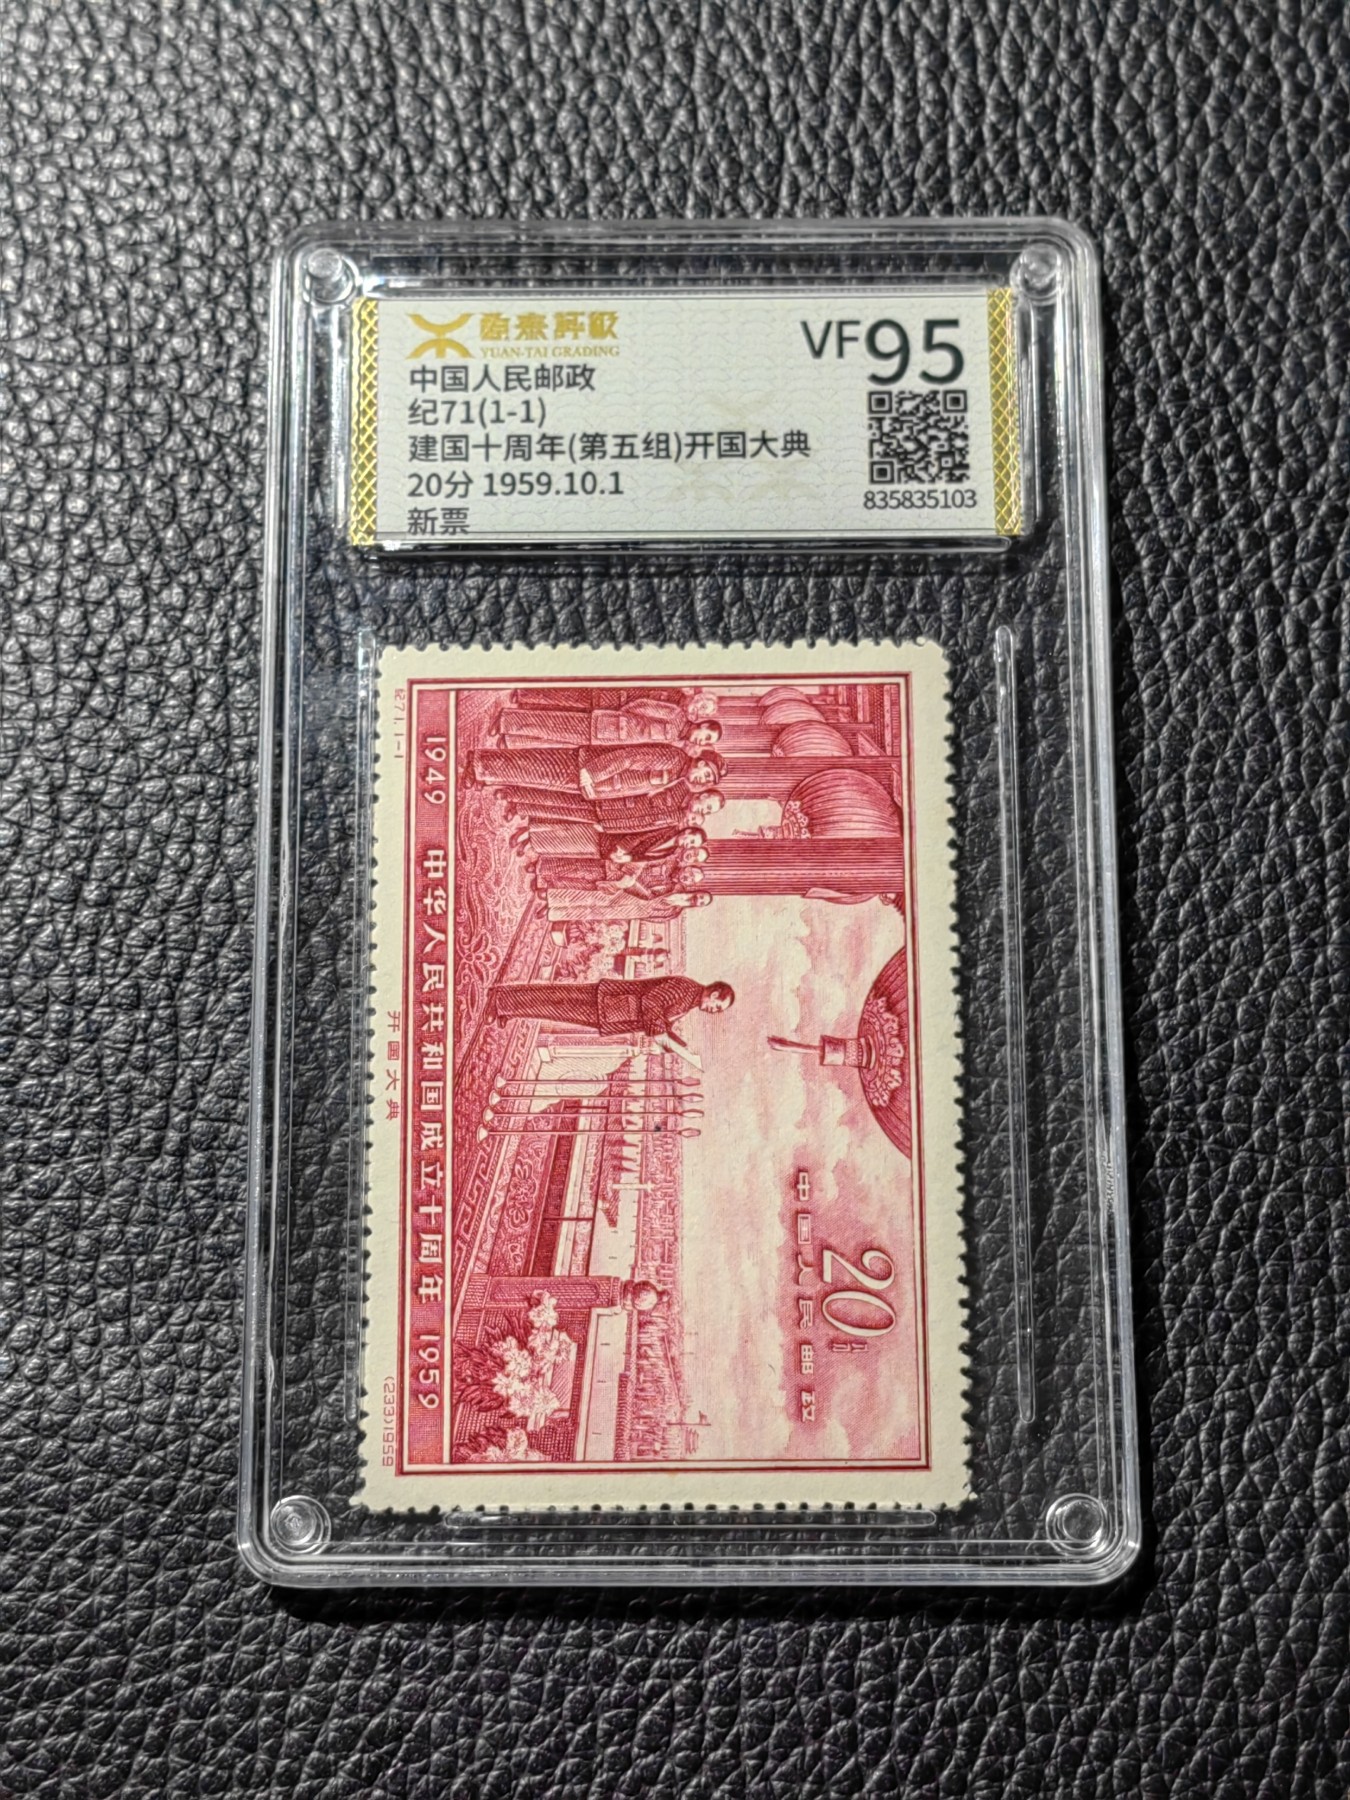 源泰評級
YUAN-TAI GRADING
VF95
中国人民邮政
纪71(1-1)
建国十周年(第五组)开国大典
20分 1959.10.1
新票
835835103
20分
中国人民邮政
1949 中华人民共和国成立十周年 1959
纪71.1-1
开国大典
(233)1959